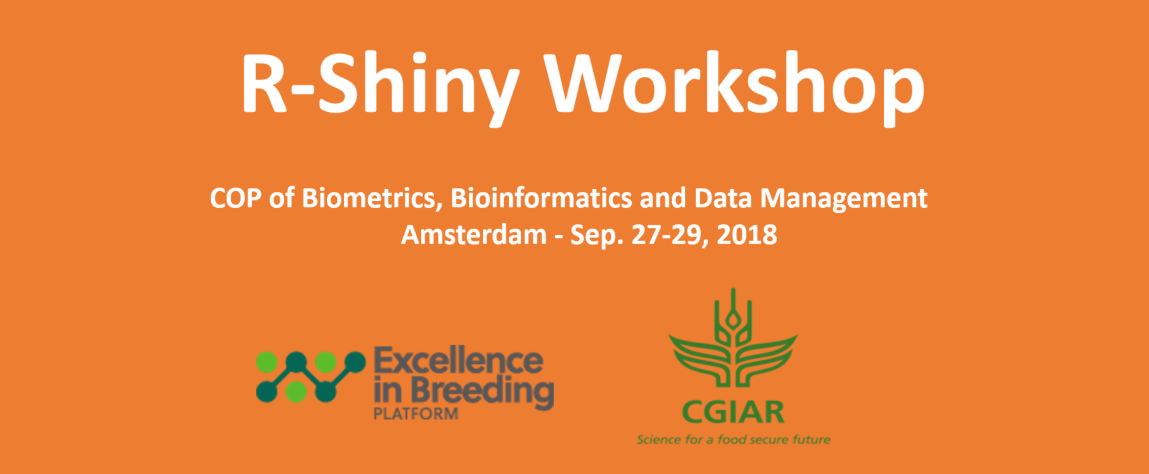 R-Shiny Workshop
COP of Biometrics, Bioinformatics and Data Management
Amsterdam - Sep. 27-29, 2018
Excellence
in Breeding
PLATFORM
CGIAR
Science for a food secure future